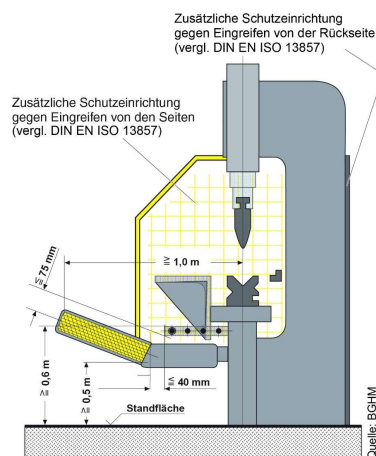 Zusätzliche Schutzeinrichtung
gegen Eingreifen von der Rückseite
(vergl. DIN EN ISO 13857)
Zusätzliche Schutzeinrichtung
gegen Eingreifen von den Seiten
(vergl. DIN EN ISO 13857)
≧ 1,0 m
≦ 75 mm
≧ 0,6 m
≧ 0,5 m
≦ 40 mm
Standfläche
Quelle: BGHM